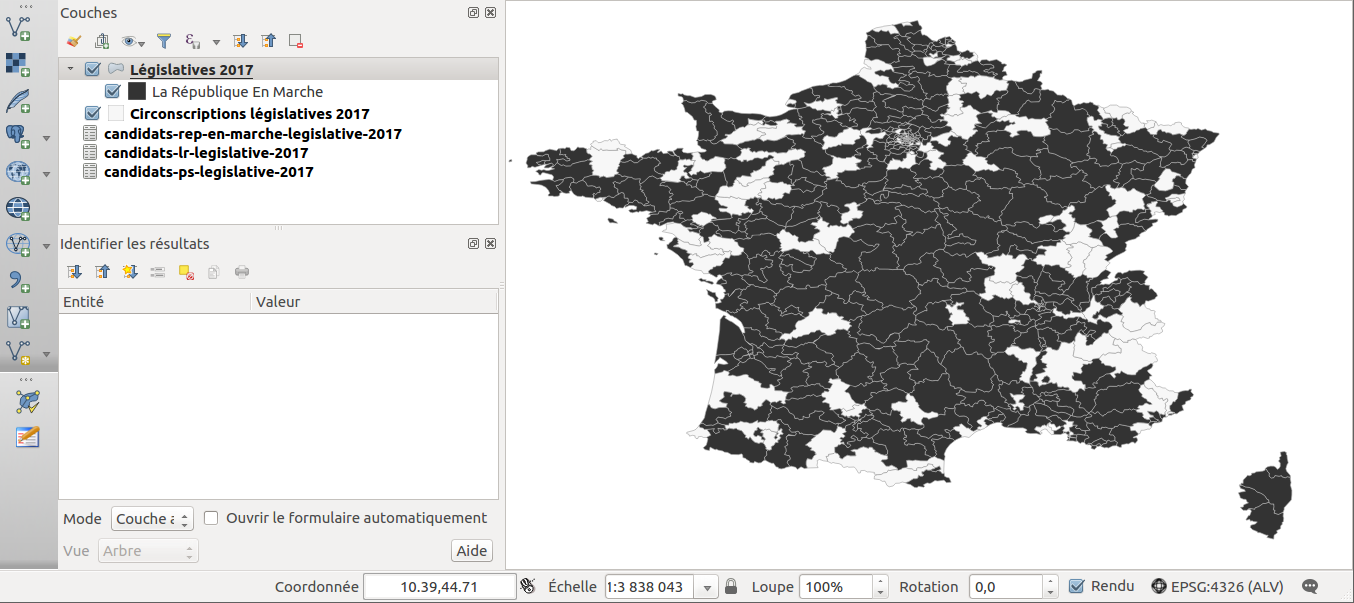 Couches
Législatives 2017
La République En Marche
Circonscriptions législatives 2017
candidats-rep-en-marche-legislative-2017
candidats-lr-legislative-2017
candidats-ps-legislative-2017
Identifier les résultats
Entité Valeur
Mode Couche a Ouvrir le formulaire automatiquement
Vue Arbre Aide
Coordonnée 10.39,44.71 Échelle 1:3 838 043 Loupe 100% Rotation 0,0 Rendu EPSG:4326 (ALV)